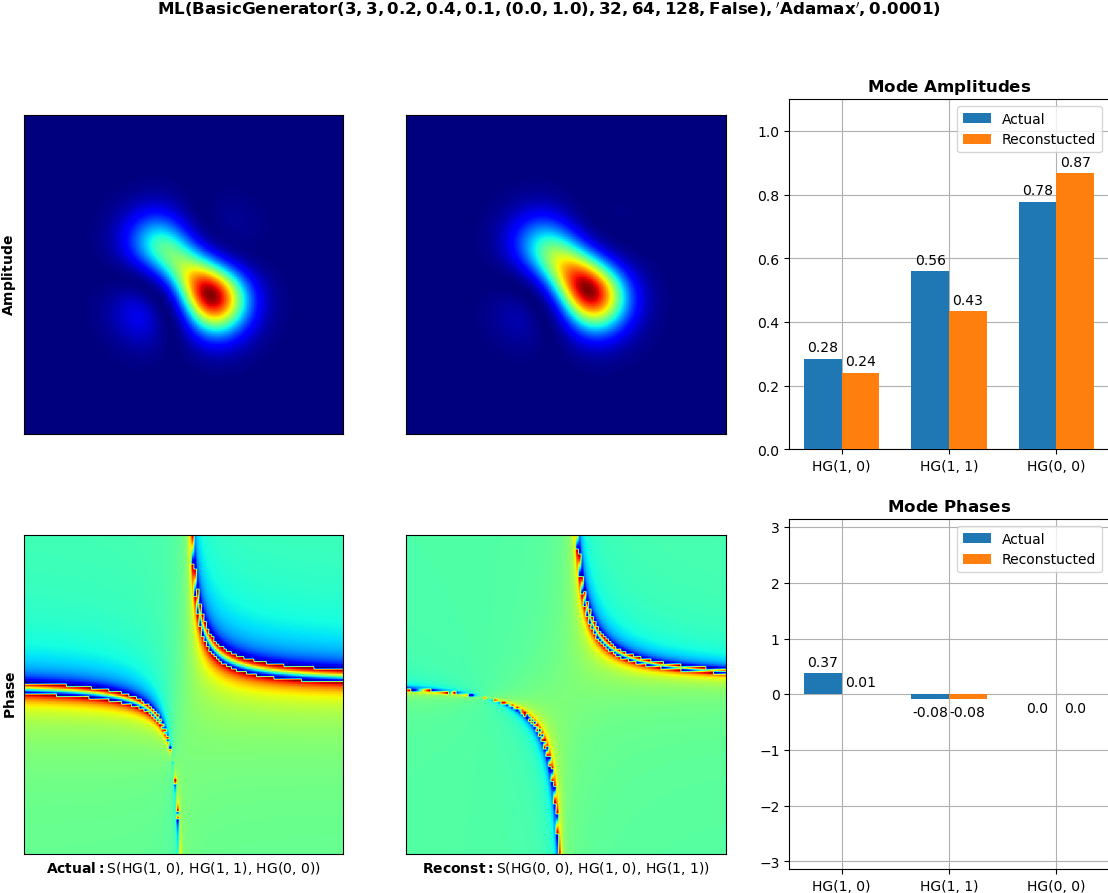 ML(BasicGenerator(3, 3, 0.2, 0.4, 0.1, (0.0, 1.0), 32, 64, 128, False), ′Adamax′, 0.0001)
Amplitude
Mode Amplitudes
Actual
Reconstucted
1.0
0.8
0.6
0.4
0.2
0.0
0.28
0.24
0.56
0.43
0.78
0.87
HG(1, 0)
HG(1, 1)
HG(0, 0)
Phase
Actual: S(HG(1, 0), HG(1, 1), HG(0, 0))
Reconst: S(HG(0, 0), HG(1, 0), HG(1, 1))
Mode Phases
Actual
Reconstucted
3
2
1
0
−1
−2
−3
0.37
0.01
-0.08
-0.08
0.0
0.0
HG(1, 0)
HG(1, 1)
HG(0, 0)